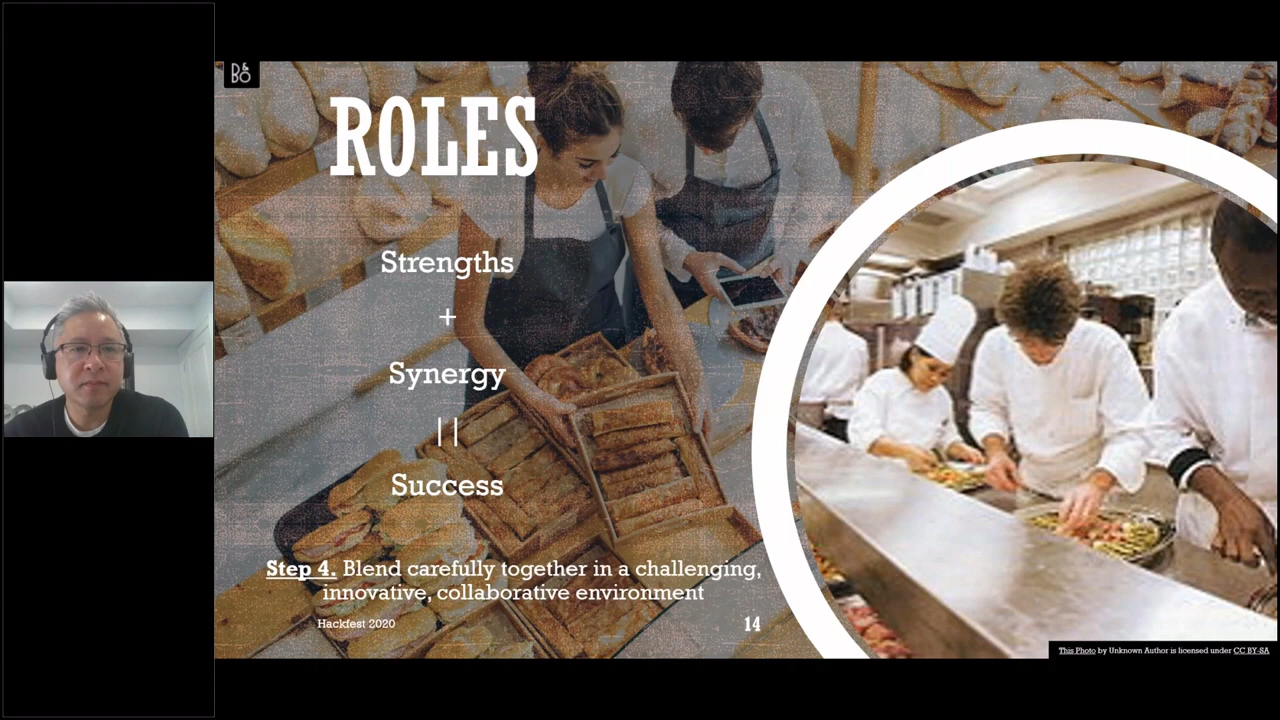 B&O
ROLES
Strengths
+
Synergy
||
Success
Step 4. Blend carefully together in a challenging,
innovative, collaborative environment
Hackfest 2020
14
This Photo by Unknown Author is licensed under CC BY-SA